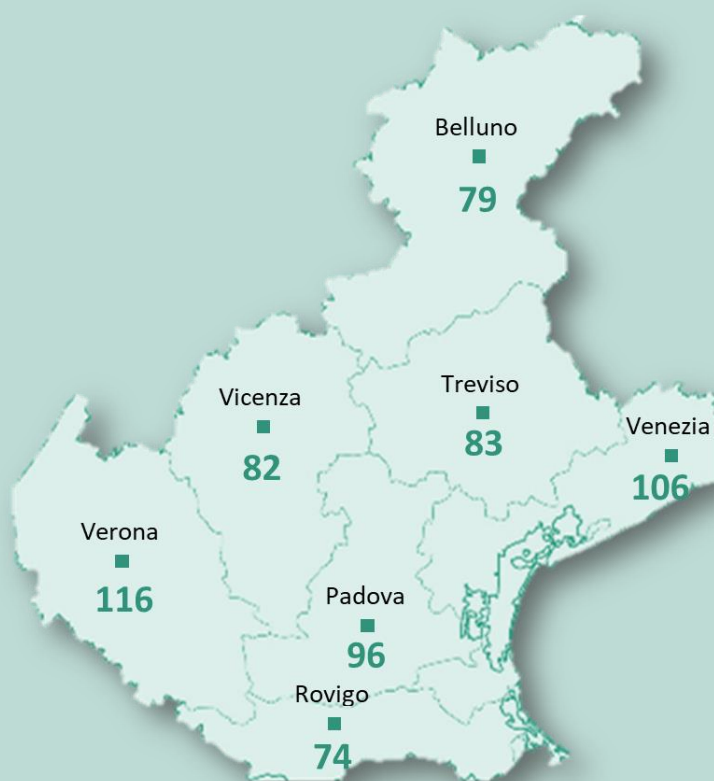 Belluno
79
Treviso
83
Vicenza
82
Venezia
106
Verona
116
Padova
96
Rovigo
74